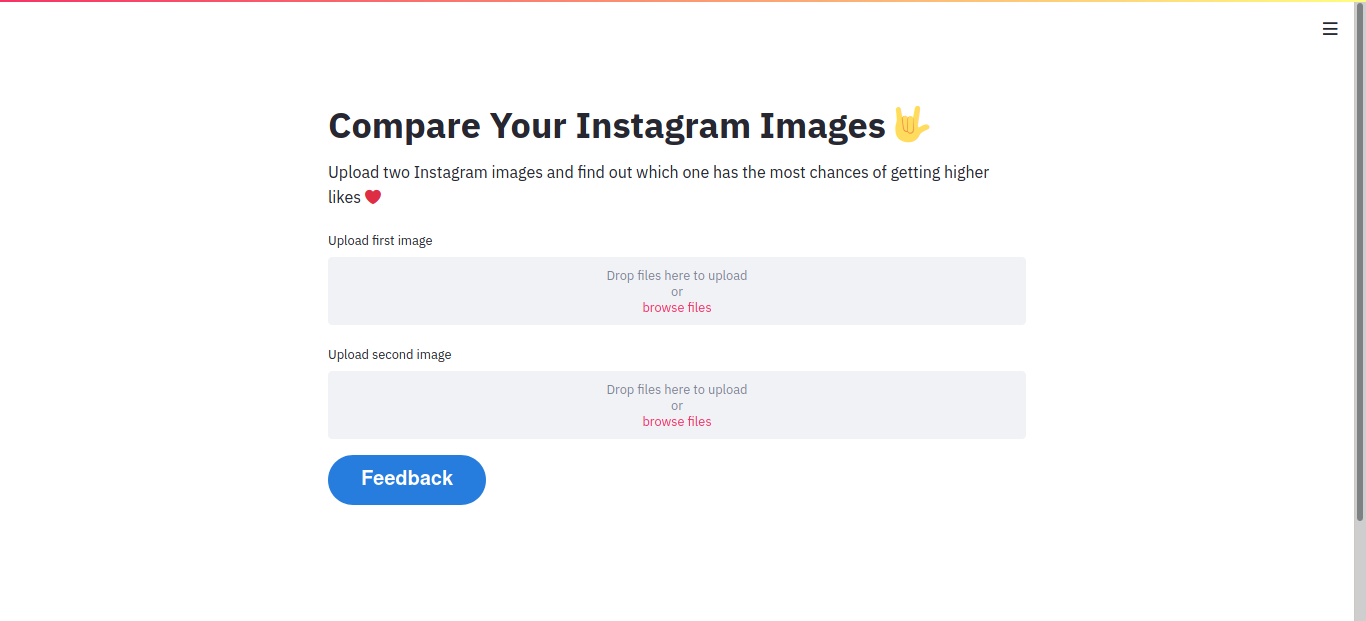 Compare Your Instagram Images🤟
Upload two Instagram images and find out which one has the most chances of getting higher
likes ❤️
Upload first image
Drop files here to upload
or
browse files
Upload second image
Drop files here to upload
or
browse files
Feedback